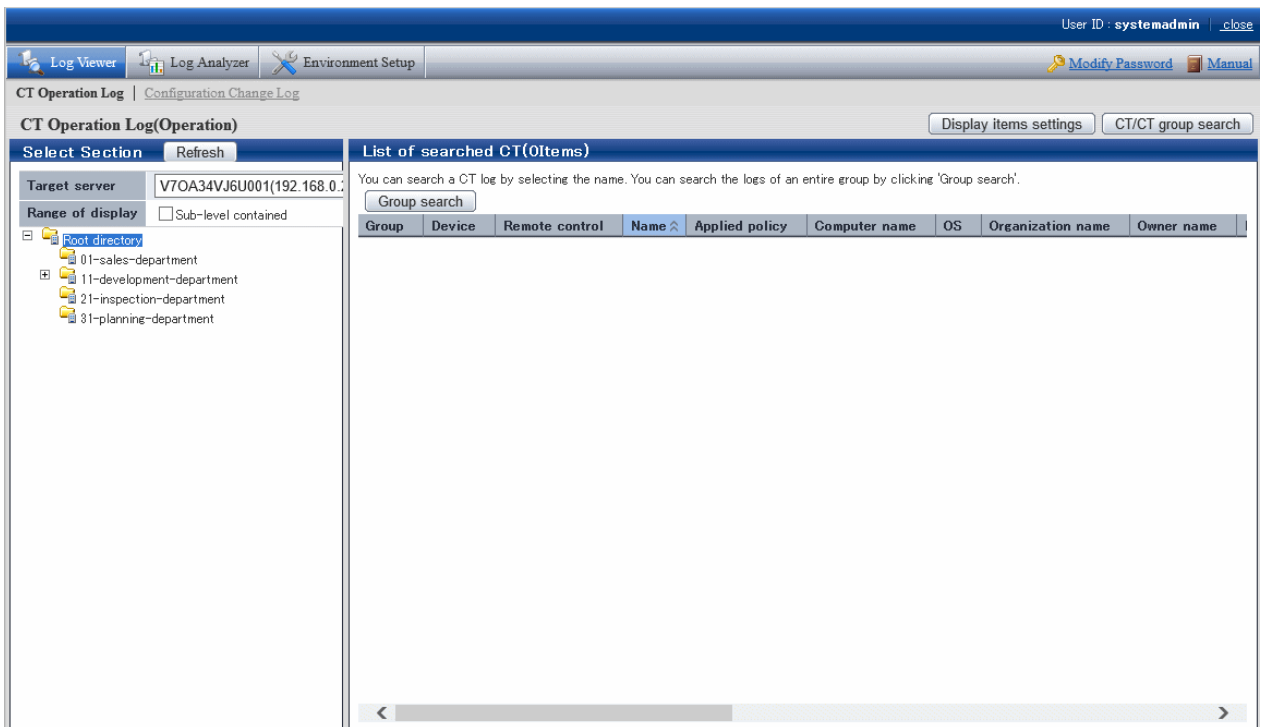 User ID : systemadmin | close
Log Viewer Log Analyzer Environment Setup Modify Password Manual
CT Operation Log | Configuration Change Log
CT Operation Log(Operation) Display items settings CT/CT group search
Select Section Refresh
List of searched CT(0Items)
Target server V7OA34VJ6U001(192.168.0.
You can search a CT log by selecting the name. You can search the logs of an entire group by clicking 'Group search'.
Group search
Range of display Sub-level contained
Group Device Remote control Name Applied policy Computer name OS Organization name Owner name
Root directory
01-sales-department
11-development-department
21-inspection-department
31-planning-department